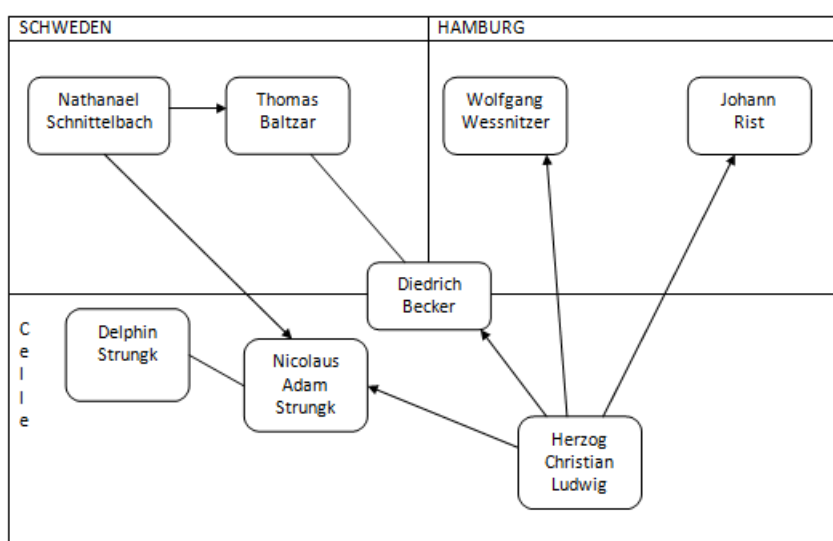 SCHWEDEN
HAMBURG
Nathanael
Schnittelbach
Thomas
Baltzar
Wolfgang
Wessnitzer
Johann
Rist
Diedrich
Becker
C
e
l
l
e
Delphin
Strungk
Nicolaus
Adam
Strungk
Herzog
Christian
Ludwig